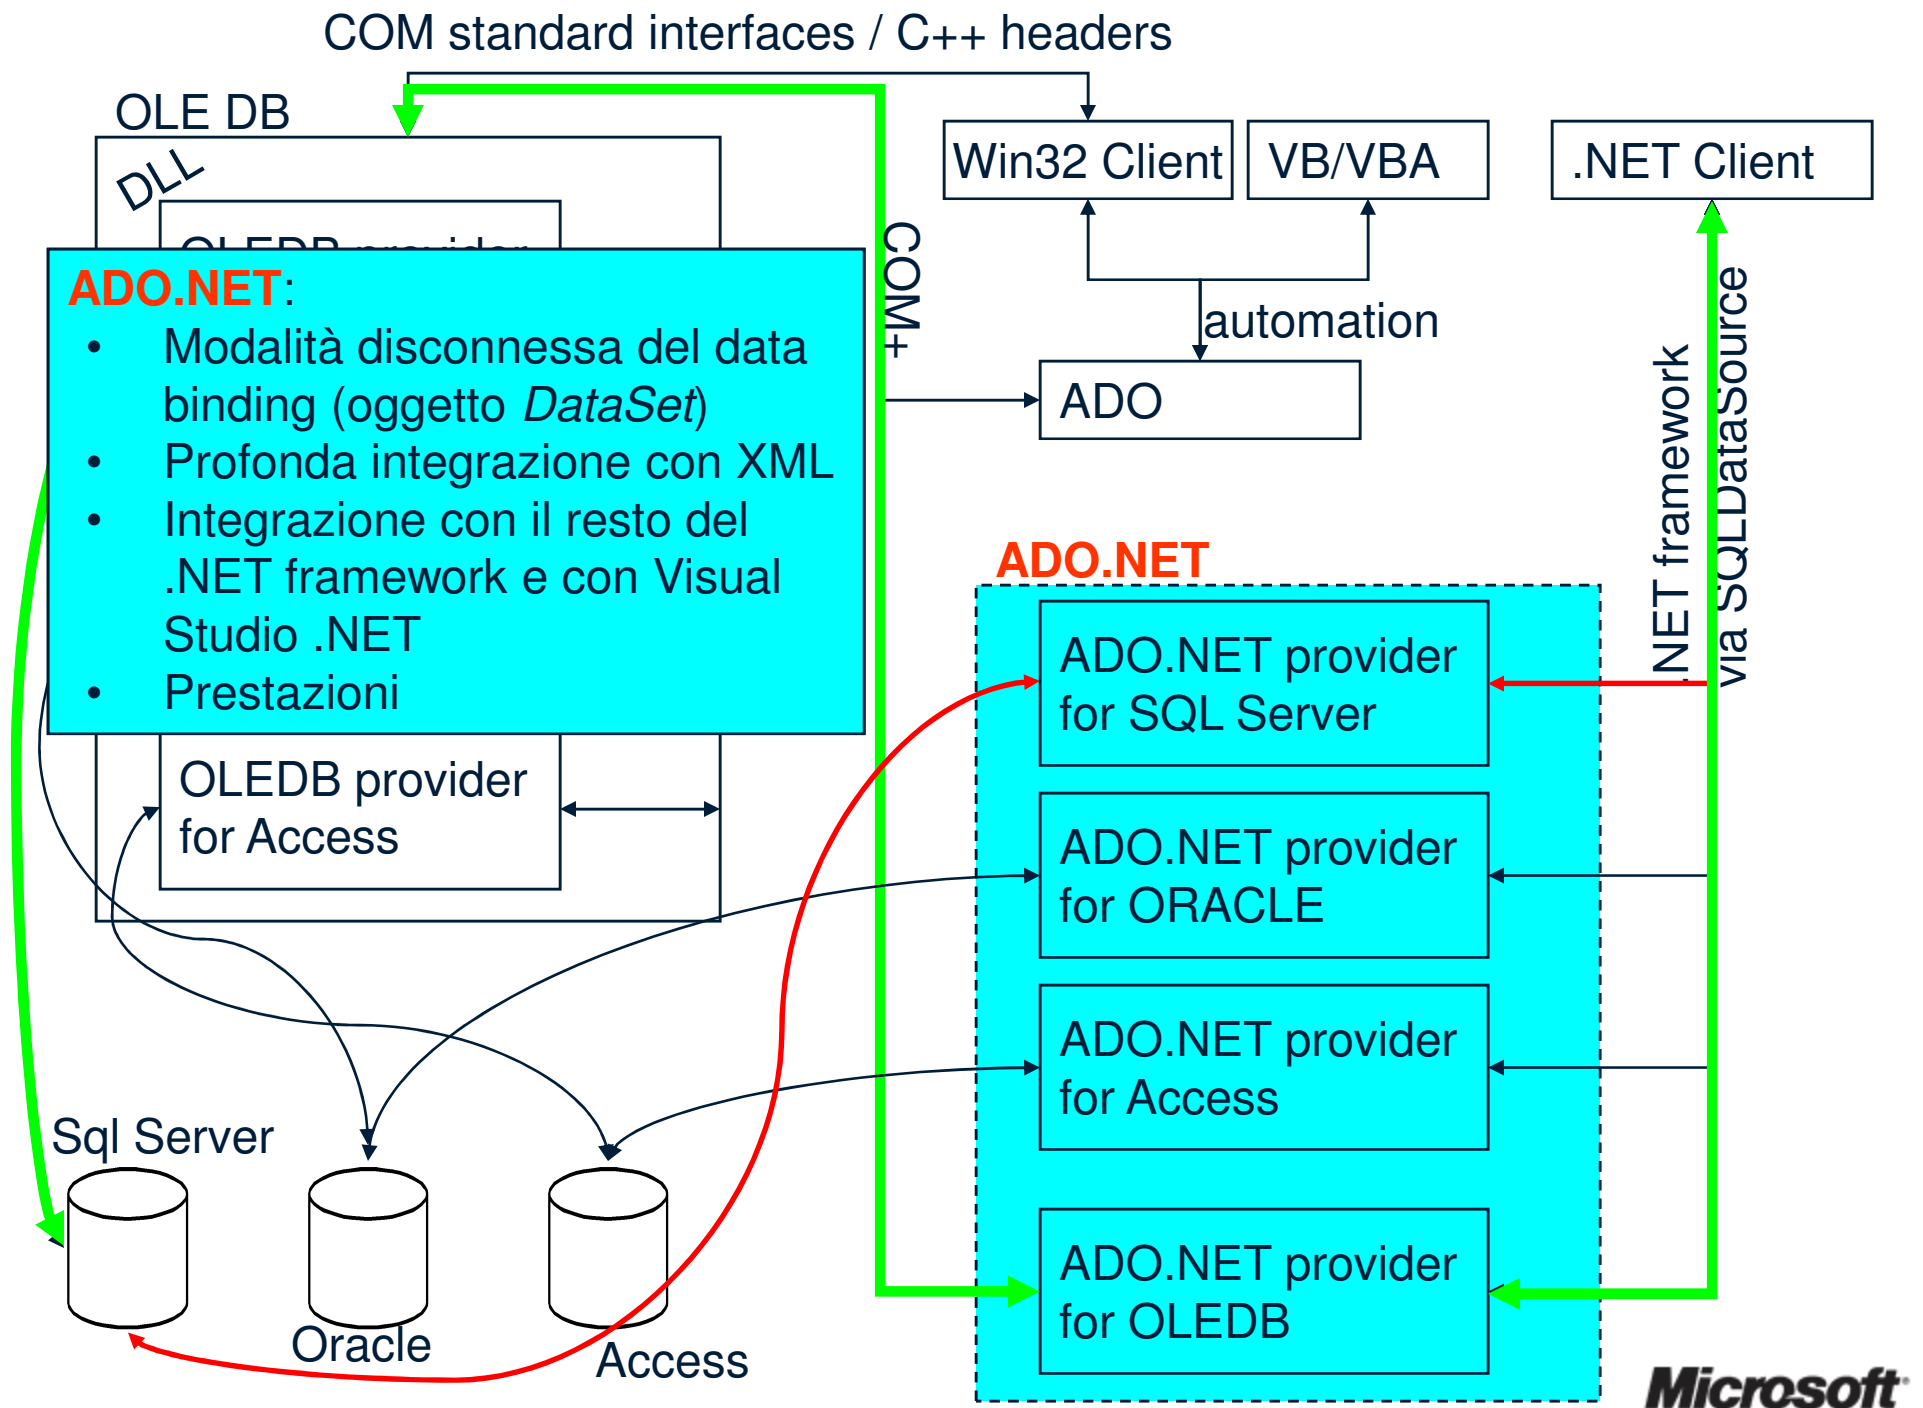 COM standard interfaces / C++ headers
OLE DB
DLL
OLEDB provider
Win32 Client
VB/VBA
.NET Client
COM+
automation
ADO
.NET framework
via SQLDataSource
ADO.NET:
• Modalità disconnessa del data
binding (oggetto DataSet)
• Profonda integrazione con XML
• Integrazione con il resto del
.NET framework e con Visual
Studio .NET
• Prestazioni
OLEDB provider
for Access
ADO.NET
ADO.NET provider
for SQL Server
ADO.NET provider
for ORACLE
ADO.NET provider
for Access
ADO.NET provider
for OLEDB
Sql Server
Oracle
Access
Microsoft